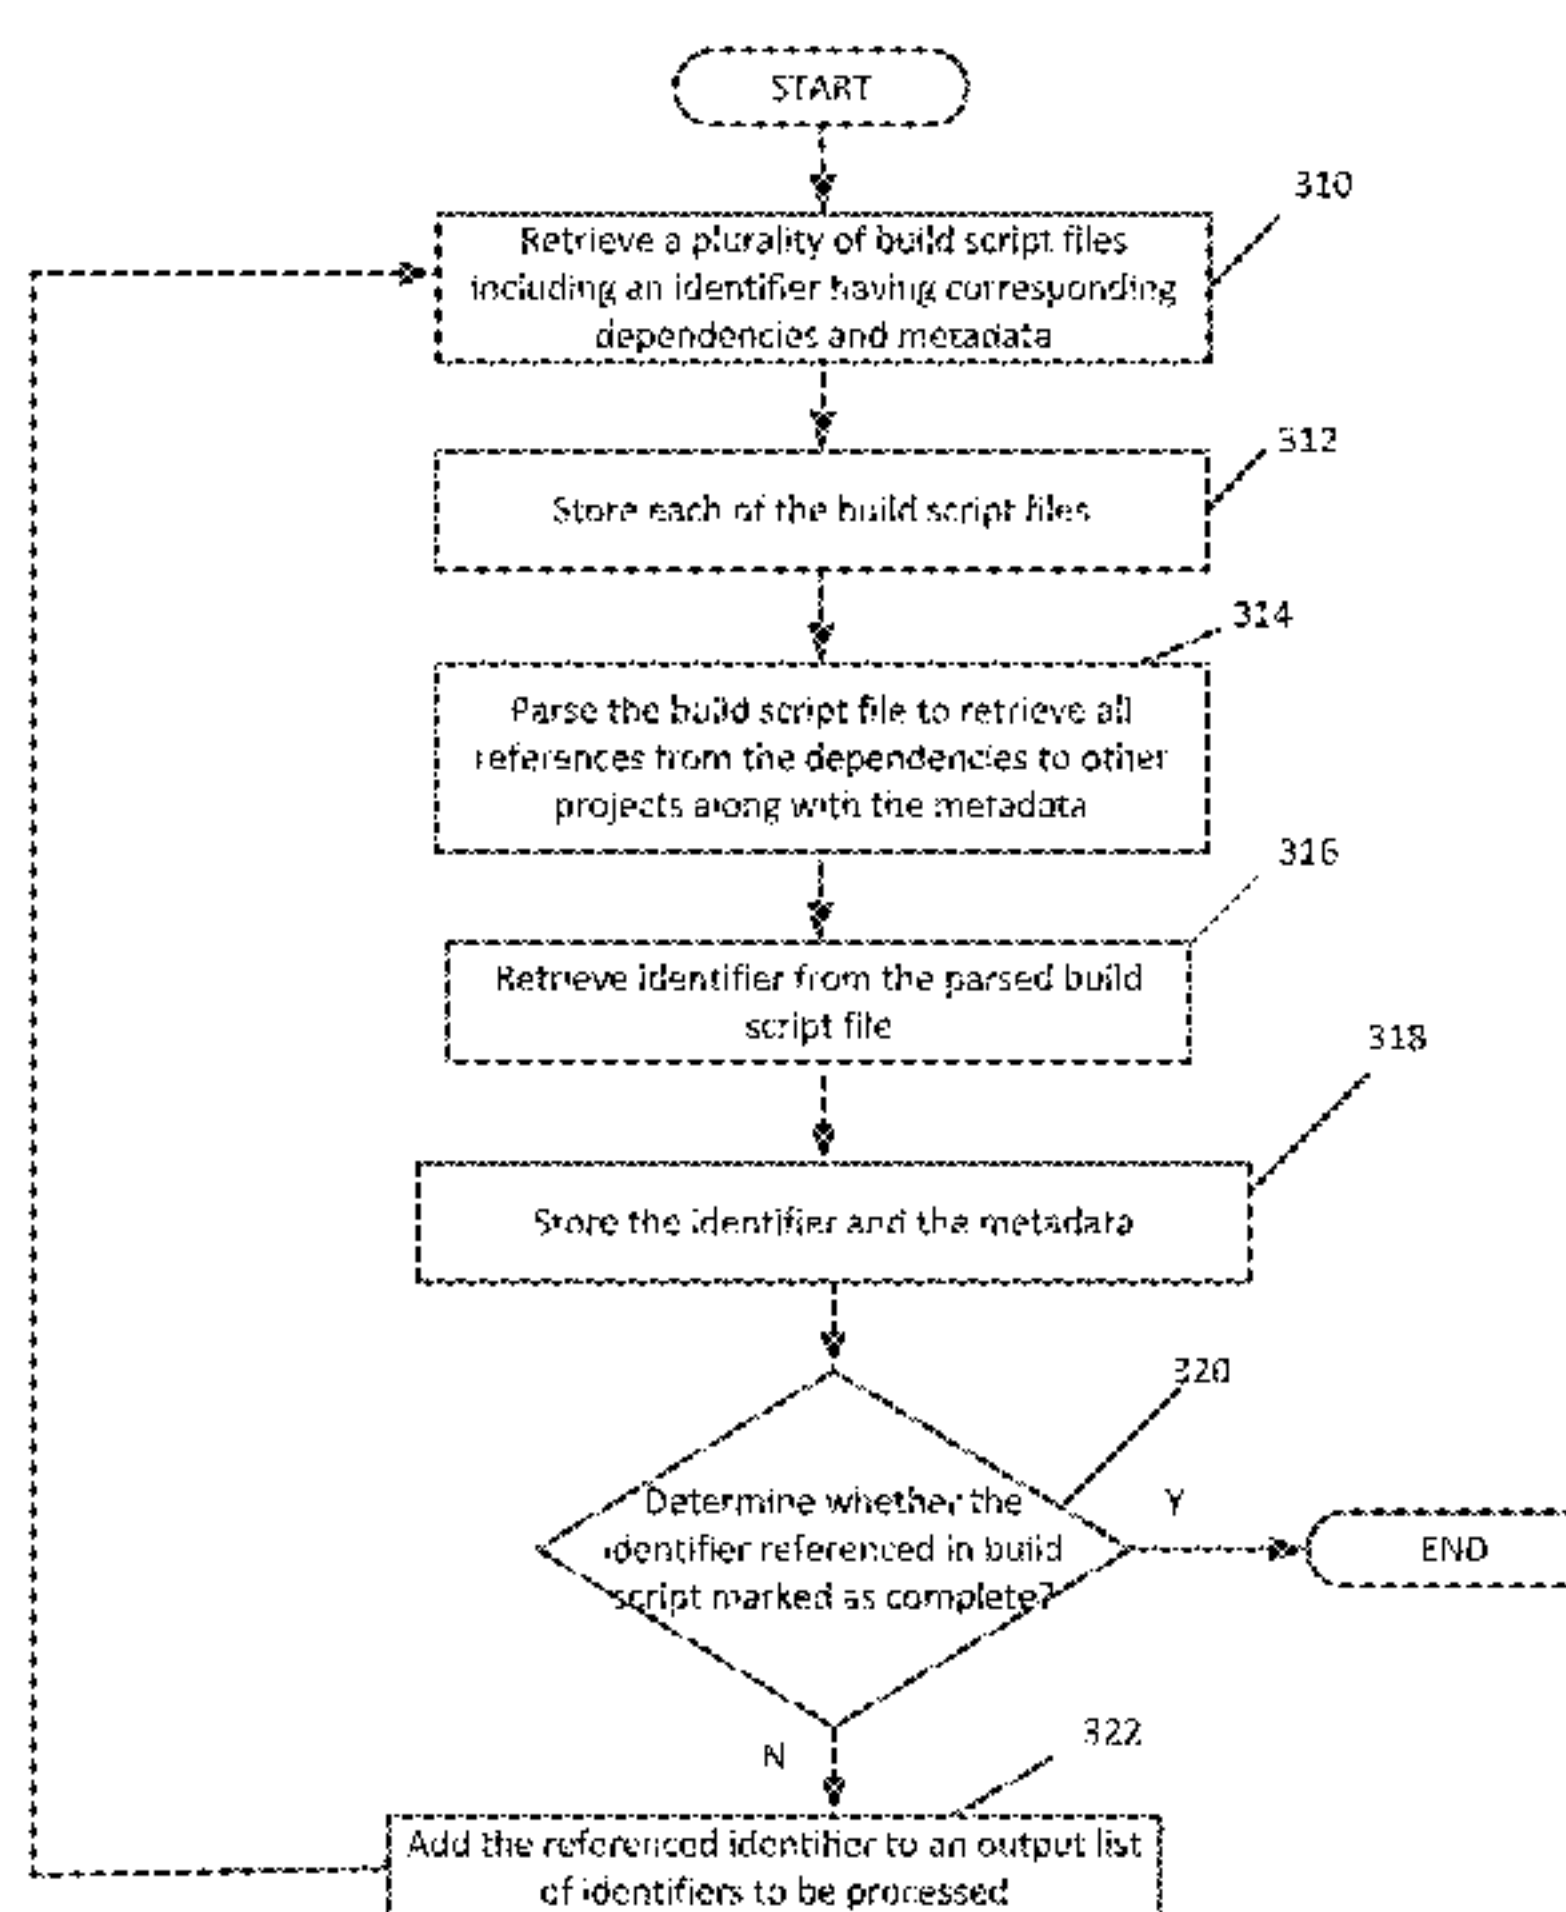 START
310
Retrieve a plurality of build script files
including an identifier having corresponding
dependencies and metadata
312
Store each of the build script files
314
Parse the build script file to retrieve all
references from the dependencies to other
projects along with the metadata
316
Retrieve identifier from the parsed build
script file
318
Store the identifier and the metadata
320
Determine whether the
identifier referenced in build
script marked as complete?
Y
END
N
322
Add the referenced identifier to an output list
of identifiers to be processed